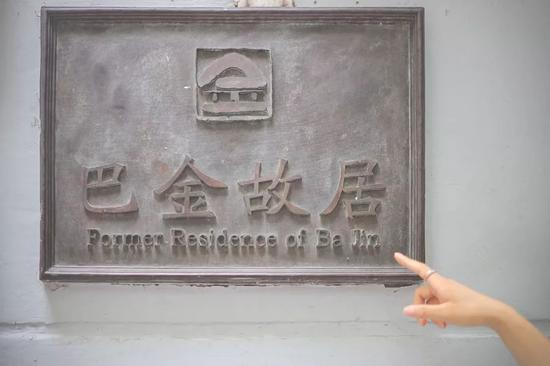 巴金故居
Former Residence of Ba Jin